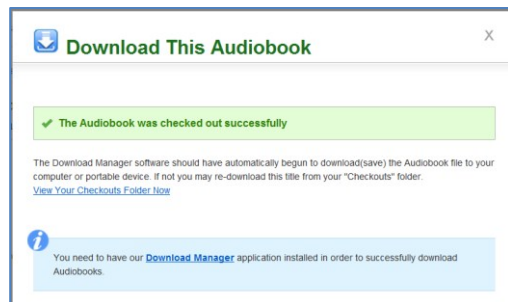 Download This Audiobook
X
The Audiobook was checked out successfully
The Download Manager software should have automatically begun to download(save) the Audiobook file to your
computer or portable device. If not you may re-download this title from your "Checkouts" folder.
View Your Checkouts Folder Now
You need to have our Download Manager application installed in order to successfully download
Audiobooks.